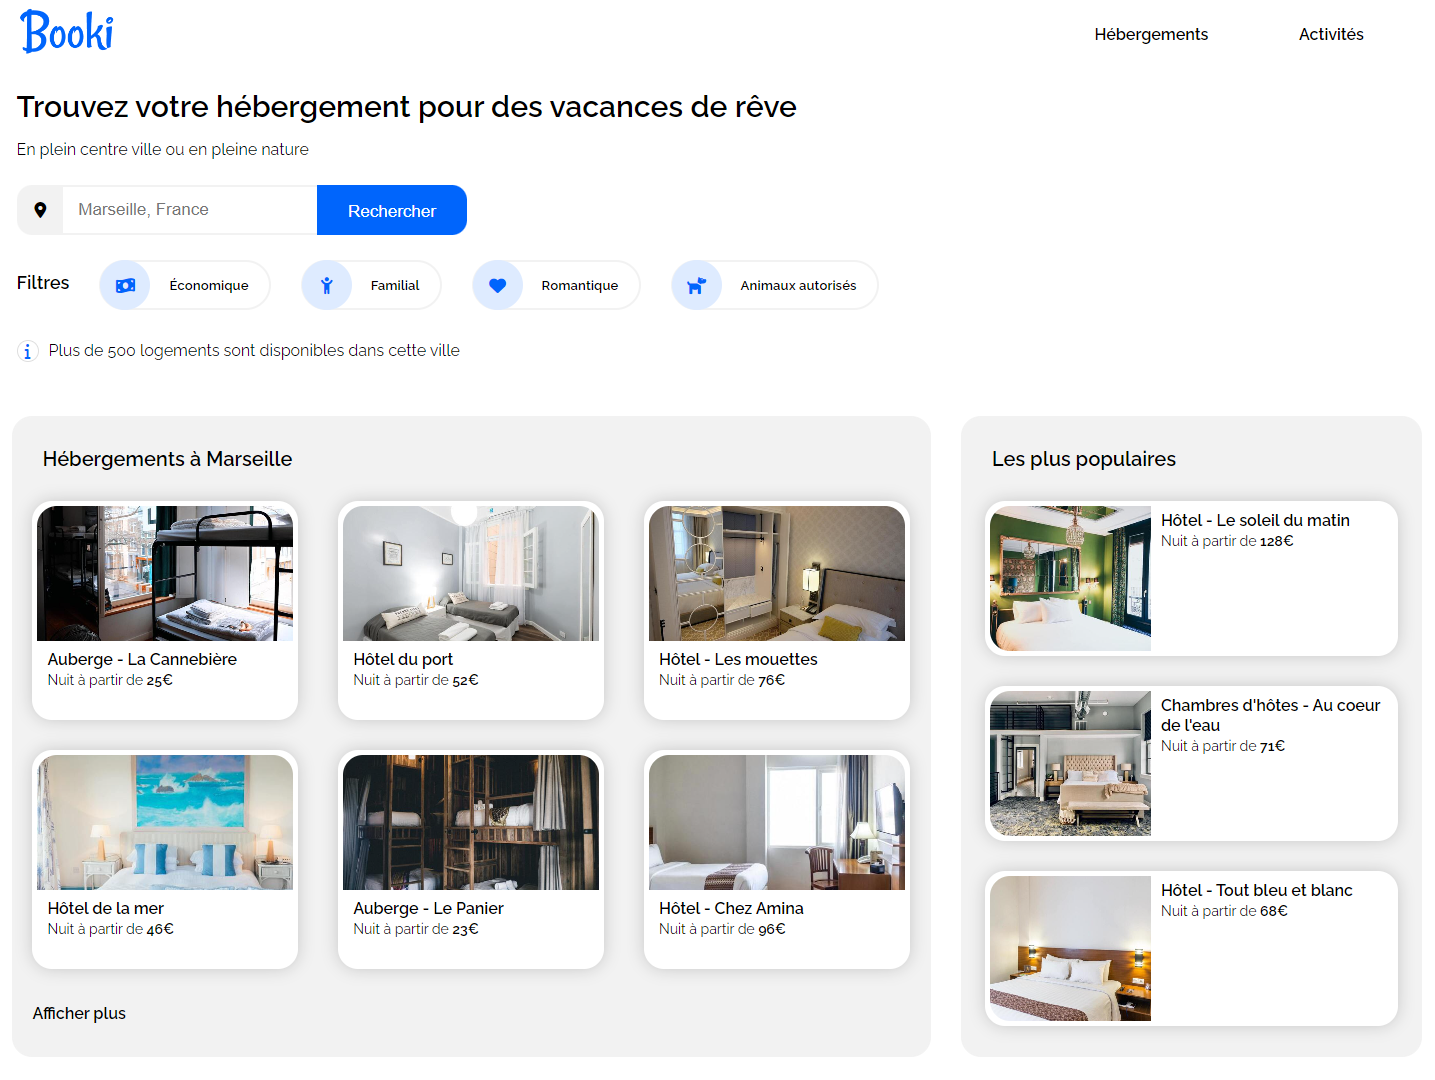 Booki
Hébergements
Activités
Trouvez votre hébergement pour des vacances de rêve
En plein centre ville ou en pleine nature
Marseille, France
Rechercher
Filtres
Économique
Familial
Romantique
Animaux autorisés
Plus de 500 logements sont disponibles dans cette ville
Hébergements à Marseille
Auberge - La Cannebière
Nuit à partir de 25€
Hôtel du port
Nuit à partir de 52€
Hôtel - Les mouettes
Nuit à partir de 76€
Hôtel de la mer
Nuit à partir de 46€
Auberge - Le Panier
Nuit à partir de 23€
Hôtel - Chez Amina
Nuit à partir de 96€
Afficher plus
Les plus populaires
Hôtel - Le soleil du matin
Nuit à partir de 128€
Chambres d'hôtes - Au coeur
de l'eau
Nuit à partir de 71€
Hôtel - Tout bleu et blanc
Nuit à partir de 68€